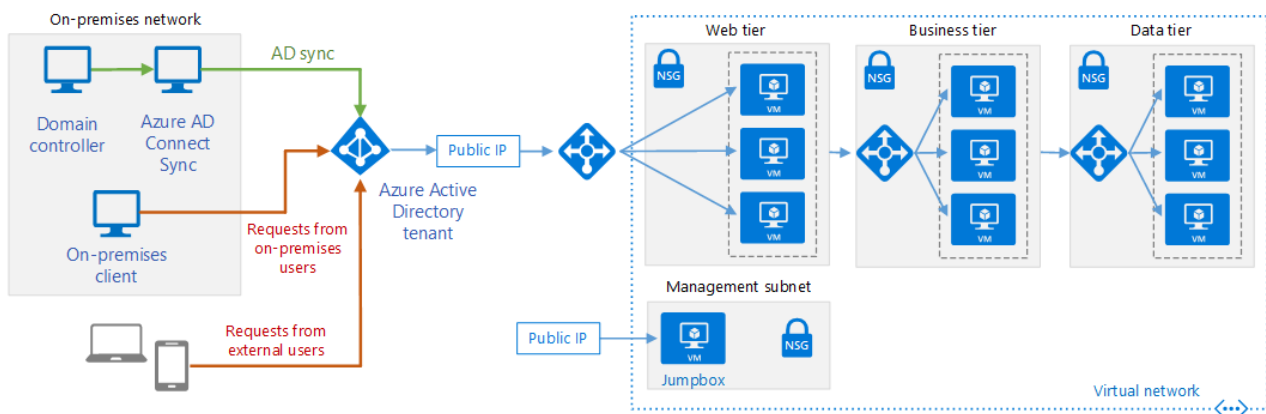 On-premises network
Domain
controller
Azure AD
Connect
Sync
On-premises
client
AD sync
Requests from
on-premises
users
Requests from
external users
Azure Active
Directory
tenant
Public IP
Web tier
NSG
VM
VM
VM
Business tier
NSG
VM
VM
VM
Data tier
NSG
VM
VM
VM
Management subnet
Public IP
VM
Jumpbox
NSG
Virtual network